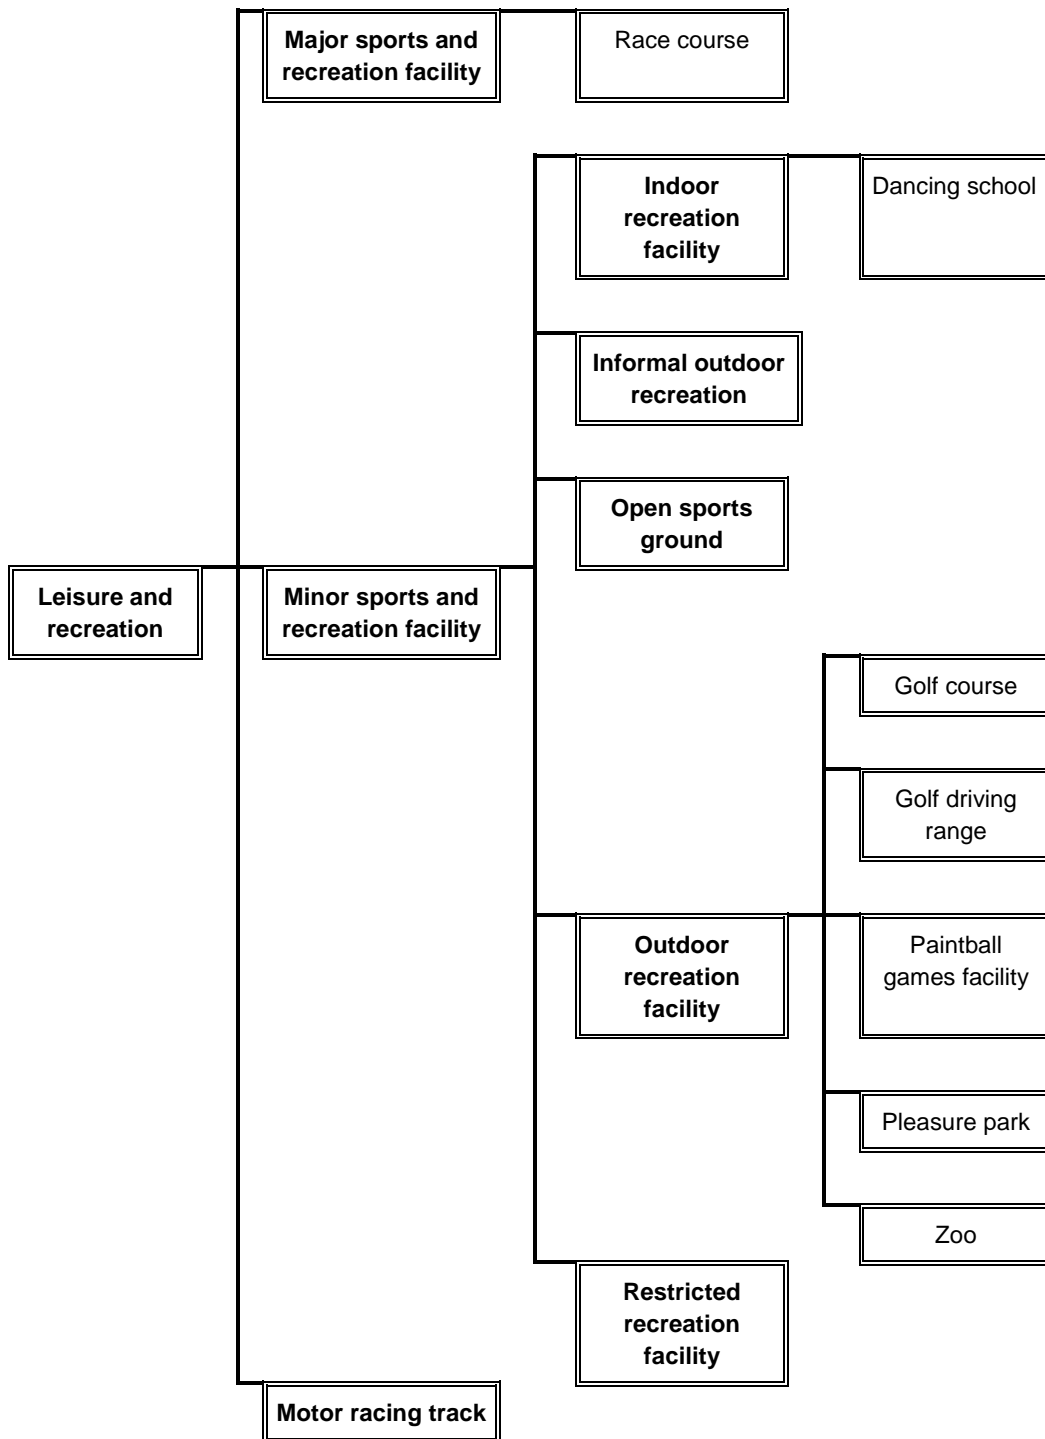 Major sports and
recreation facility
Race course
Indoor
recreation
facility
Dancing school
Informal outdoor
recreation
Open sports
ground
Leisure and
recreation
Minor sports and
recreation facility
Golf course
Golf driving
range
Outdoor
recreation
facility
Paintball
games facility
Pleasure park
Zoo
Restricted
recreation
facility
Motor racing track